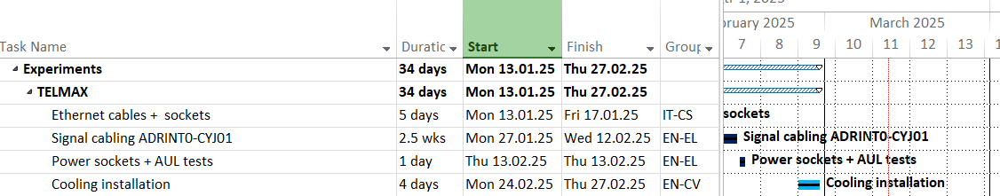 tr 1, 2025
Task Name Duratic Start Finish Group bruary 2025 March 2025
7 8 9 10 11 12 13 1
Experiments 34 days Mon 13.01.25 Thu 27.02.25
TELMAX 34 days Mon 13.01.25 Thu 27.02.25
Ethernet cables + sockets 5 days Mon 13.01.25 Fri 17.01.25 IT-CS sockets
Signal cabling ADRINT0-CYJ01 2.5 wks Mon 27.01.25 Wed 12.02.25 EN-EL Signal cabling ADRINT0-CYJ01
Power sockets + AUL tests 1 day Thu 13.02.25 Thu 13.02.25 EN-EL Power sockets + AUL tests
Cooling installation 4 days Mon 24.02.25 Thu 27.02.25 EN-CV Cooling installation